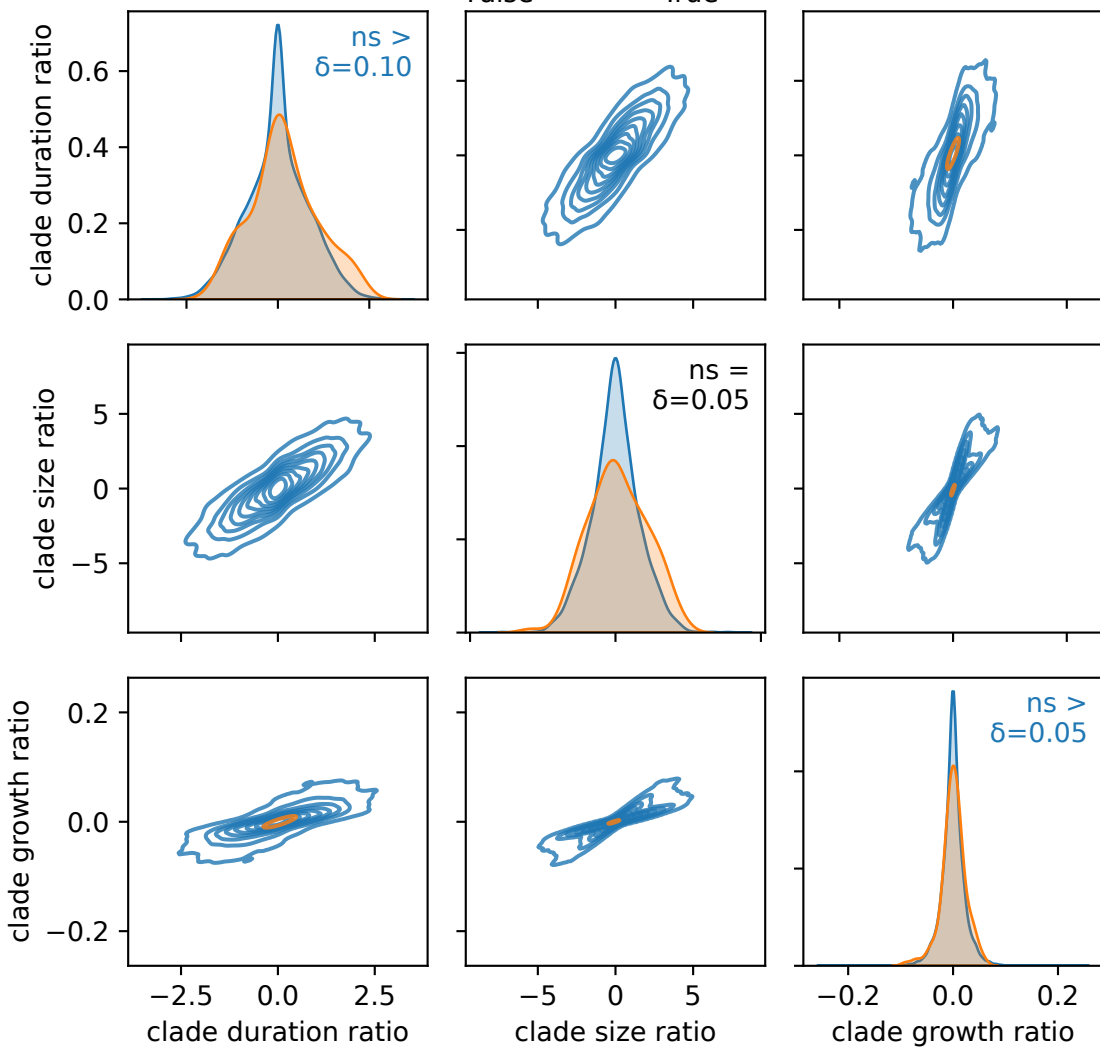 clade duration ratio
0.6
0.4
0.2
0.0
ns >
δ=0.10
clade size ratio
5
0
−5
ns =
δ=0.05
clade growth ratio
0.2
0.0
−0.2
ns >
δ=0.05
−2.5 0.0 2.5
−5 0 5
−0.2 0.0 0.2
clade duration ratio
clade size ratio
clade growth ratio